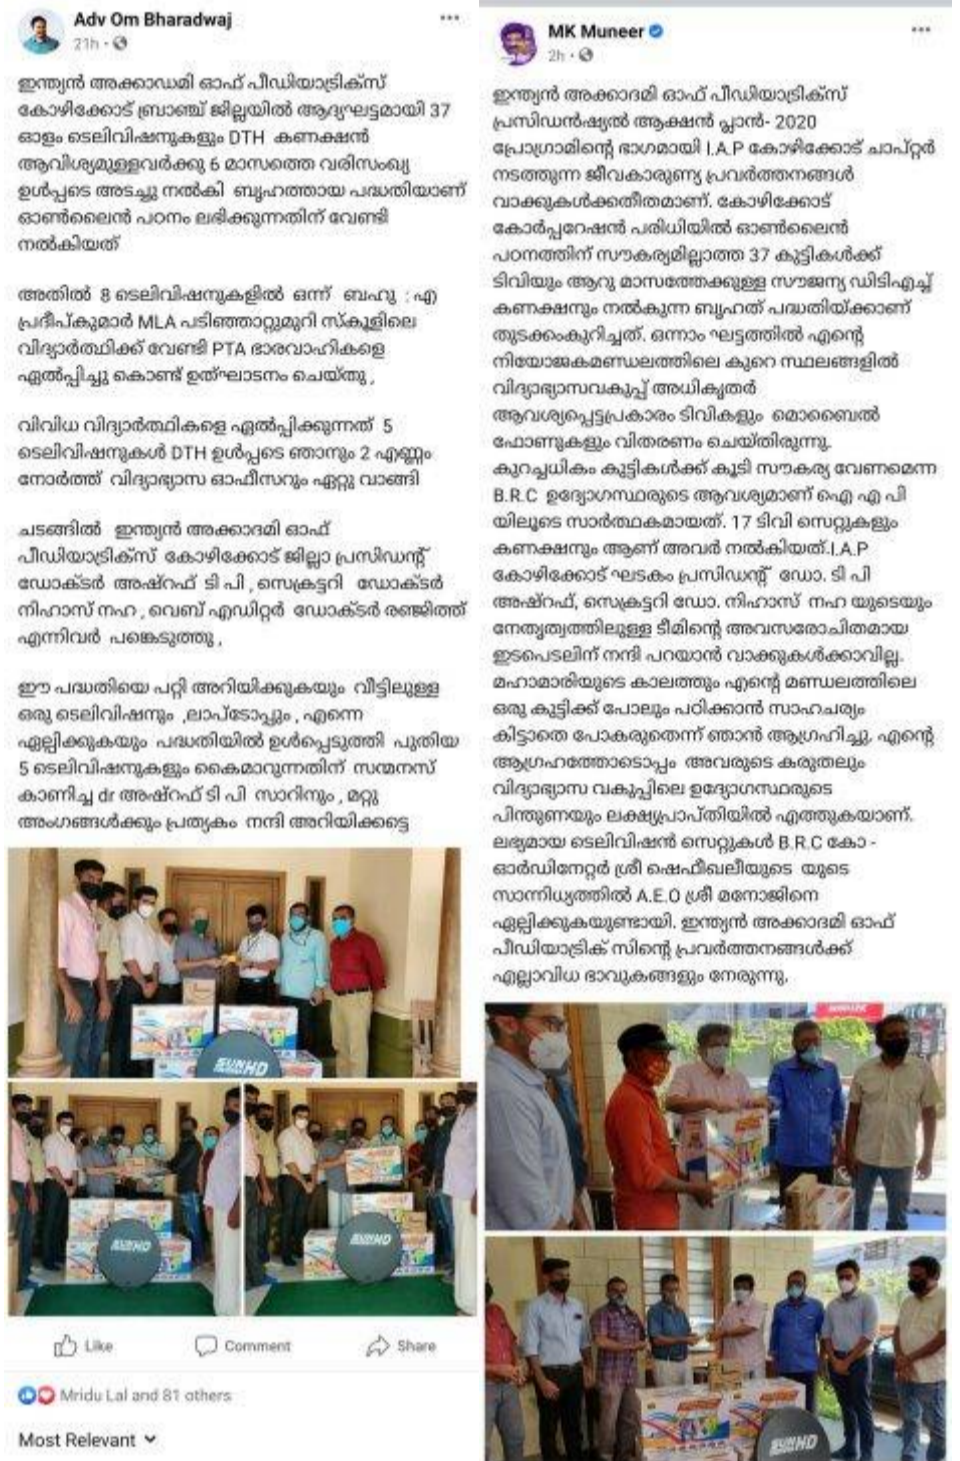 Adv Om Bharadwaj
21h
ഇന്ത്യൻ അക്കാഡമി ഓഫ് പീഡിയാട്രിക്സ്
കോഴിക്കോട് ബ്രാഞ്ച് ജില്ലയിൽ ആദ്യഘട്ടമായി 37
ഓളം ടെലിവിഷനുകളും DTH കണക്ഷൻ
ആവിശ്യമുള്ളവർക്കു 6 മാസത്തെ വരിസംഖ്യ
ഉൾപ്പടെ അടച്ചു നൽകി ബൃഹത്തായ പദ്ധതിയാണ്
ഓൺലൈൻ പഠനം ലഭിക്കുന്നതിന് വേണ്ടി
നൽകിയത്
അതിൽ 8 ടെലിവിഷനുകളിൽ ഒന്ന് ബഹു : എ
പ്രദീപ്കുമാർ MLA പടിഞ്ഞാറ്റുമുറി സ്കൂളിലെ
വിദ്യാർത്ഥിക്ക് വേണ്ടി PTA ഭാരവാഹികളെ
ഏൽപ്പിച്ചു കൊണ്ട് ഉത്ഘാടനം ചെയ്തു ,
വിവിധ വിദ്യാർത്ഥികളെ ഏൽപ്പിക്കുന്നത് 5
ടെലിവിഷനുകൾ DTH ഉൾപ്പടെ ഞാനും 2 എണ്ണം
നോർത്ത് വിദ്യാഭ്യാസ ഓഫീസറും ഏറ്റു വാങ്ങി
ചടങ്ങിൽ ഇന്ത്യൻ അക്കാദമി ഓഫ്
പീഡിയാട്രിക്സ് കോഴിക്കോട് ജില്ലാ പ്രസിഡന്റ്
ഡോക്ടർ അഷ്റഫ് ടി പി , സെക്രട്ടറി ഡോക്ടർ
നിഹാസ് നഹ , വെബ് എഡിറ്റർ ഡോക്ടർ രഞ്ജിത്ത്
എന്നിവർ പങ്കെടുത്തു ,
ഈ പദ്ധതിയെ പറ്റി അറിയിക്കുകയും വീട്ടിലുള്ള
ഒരു ടെലിവിഷനും ,ലാപ്ടോപ്പും , എന്നെ
ഏല്പിക്കുകയും പദ്ധതിയിൽ ഉൾപ്പെടുത്തി പുതിയ
5 ടെലിവിഷനുകളും കൈമാറുന്നതിന് സന്മനസ്
കാണിച്ച dr അഷ്റഫ് ടി പി സാറിനും , മറ്റു
അംഗങ്ങൾക്കും പ്രത്യകം നന്ദി അറിയിക്കട്ടെ
SUN HD
SUN HD
SUN HD
Like
Comment
Share
Mridu Lal and 81 others
Most Relevant
MK Muneer
2h
ഇന്ത്യൻ അക്കാദമി ഓഫ് പീഡിയാട്രിക്സ്
പ്രസിഡൻഷ്യൽ ആക്ഷൻ പ്ലാൻ- 2020
പ്രോഗ്രാമിന്റെ ഭാഗമായി I.A.P കോഴിക്കോട് ചാപ്റ്റർ
നടത്തുന്ന ജീവകാരുണ്യ പ്രവർത്തനങ്ങൾ
വാക്കുകൾക്കതീതമാണ്. കോഴിക്കോട്
കോർപ്പറേഷൻ പരിധിയിൽ ഓൺലൈൻ
പഠനത്തിന് സൗകര്യമില്ലാത്ത 37 കുട്ടികൾക്ക്
ടിവിയും ആറു മാസത്തേക്കുള്ള സൗജന്യ ഡിടിഎച്ച്
കണക്ഷനും നൽകുന്ന ബൃഹത് പദ്ധതിയ്ക്കാണ്
തുടക്കംകുറിച്ചത്. ഒന്നാം ഘട്ടത്തിൽ എന്റെ
നിയോജകമണ്ഡലത്തിലെ കുറെ സ്ഥലങ്ങളിൽ
വിദ്യാഭ്യാസവകുപ്പ് അധികൃതർ
ആവശ്യപ്പെട്ടപ്രകാരം ടിവികളും മൊബൈൽ
ഫോണുകളും വിതരണം ചെയ്തിരുന്നു.
കുറച്ചധികം കുട്ടികൾക്ക് കൂടി സൗകര്യ വേണമെന്ന
B.R.C ഉദ്യോഗസ്ഥരുടെ ആവശ്യമാണ് ഐ എ പി
യിലൂടെ സാർത്ഥകമായത്. 17 ടിവി സെറ്റുകളും
കണക്ഷനും ആണ് അവർ നൽകിയത്.I.A.P
കോഴിക്കോട് ഘടകം പ്രസിഡന്റ് ഡോ. ടി പി
അഷ്റഫ്, സെക്രട്ടറി ഡോ. നിഹാസ് നഹ യുടെയും
നേതൃത്വത്തിലുള്ള ടീമിന്റെ അവസരോചിതമായ
ഇടപെടലിന് നന്ദി പറയാൻ വാക്കുകൾക്കാവില്ല.
മഹാമാരിയുടെ കാലത്തും എന്റെ മണ്ഡലത്തിലെ
ഒരു കുട്ടിക്ക് പോലും പഠിക്കാൻ സാഹചര്യം
കിട്ടാതെ പോകരുതെന്ന് ഞാൻ ആഗ്രഹിച്ചു. എന്റെ
ആഗ്രഹത്തോടൊപ്പം അവരുടെ കരുതലും
വിദ്യാഭ്യാസ വകുപ്പിലെ ഉദ്യോഗസ്ഥരുടെ
പിന്തുണയും ലക്ഷ്യപ്രാപ്തിയിൽ എത്തുകയാണ്.
ലഭ്യമായ ടെലിവിഷൻ സെറ്റുകൾ B.R.C കോ -
ഓർഡിനേറ്റർ ശ്രീ ഷെഫീഖലീയുടെ യുടെ
സാന്നിധ്യത്തിൽ A.E.O ശ്രീ മനോജിനെ
ഏല്പിക്കുകയുണ്ടായി. ഇന്ത്യൻ അക്കാദമി ഓഫ്
പീഡിയാട്രിക് സിന്റെ പ്രവർത്തനങ്ങൾക്ക്
എല്ലാവിധ ഭാവുകങ്ങളും നേരുന്നു.
SUN HD